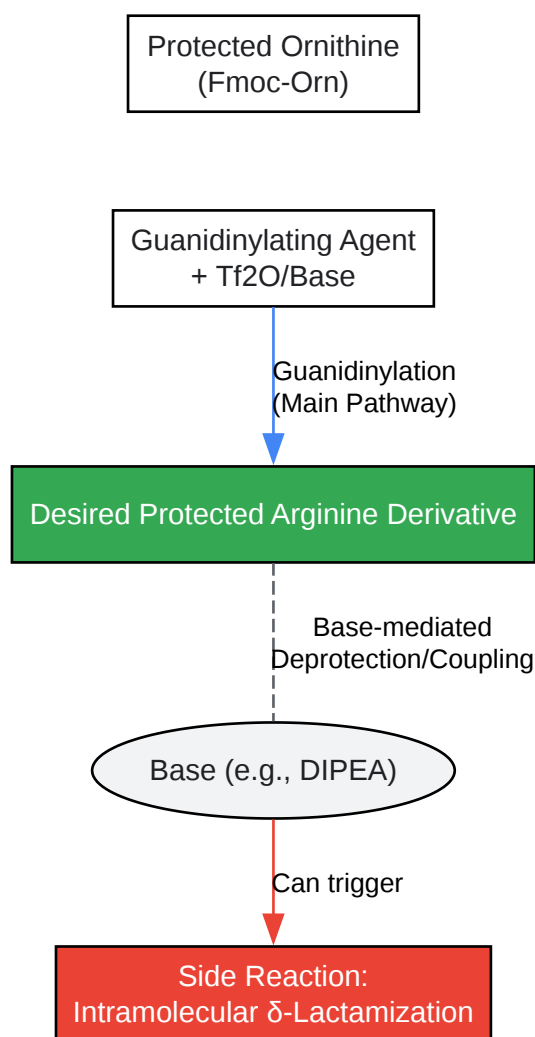 Protected Ornithine
(Fmoc-Orn)
Guanidinylating Agent
+ Tf2O/Base
Guanidinylation
(Main Pathway)
Desired Protected Arginine Derivative
Base-mediated
Deprotection/Coupling
Base (e.g., DIPEA)
Can trigger
Side Reaction:
Intramolecular δ-Lactamization